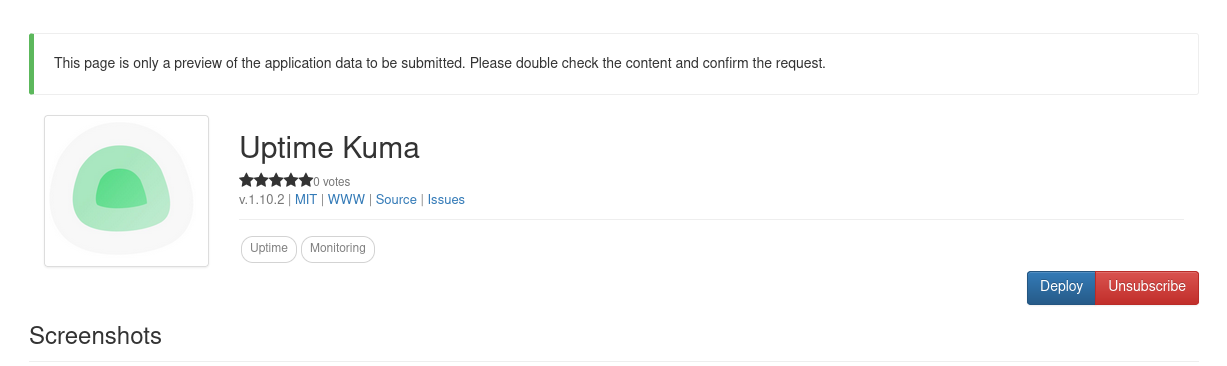 This page is only a preview of the application data to be submitted. Please double check the content and confirm the request.
Uptime Kuma
0 votes
v.1.10.2 | MIT | WWW | Source | Issues
Uptime Monitoring
Deploy Unsubscribe
Screenshots